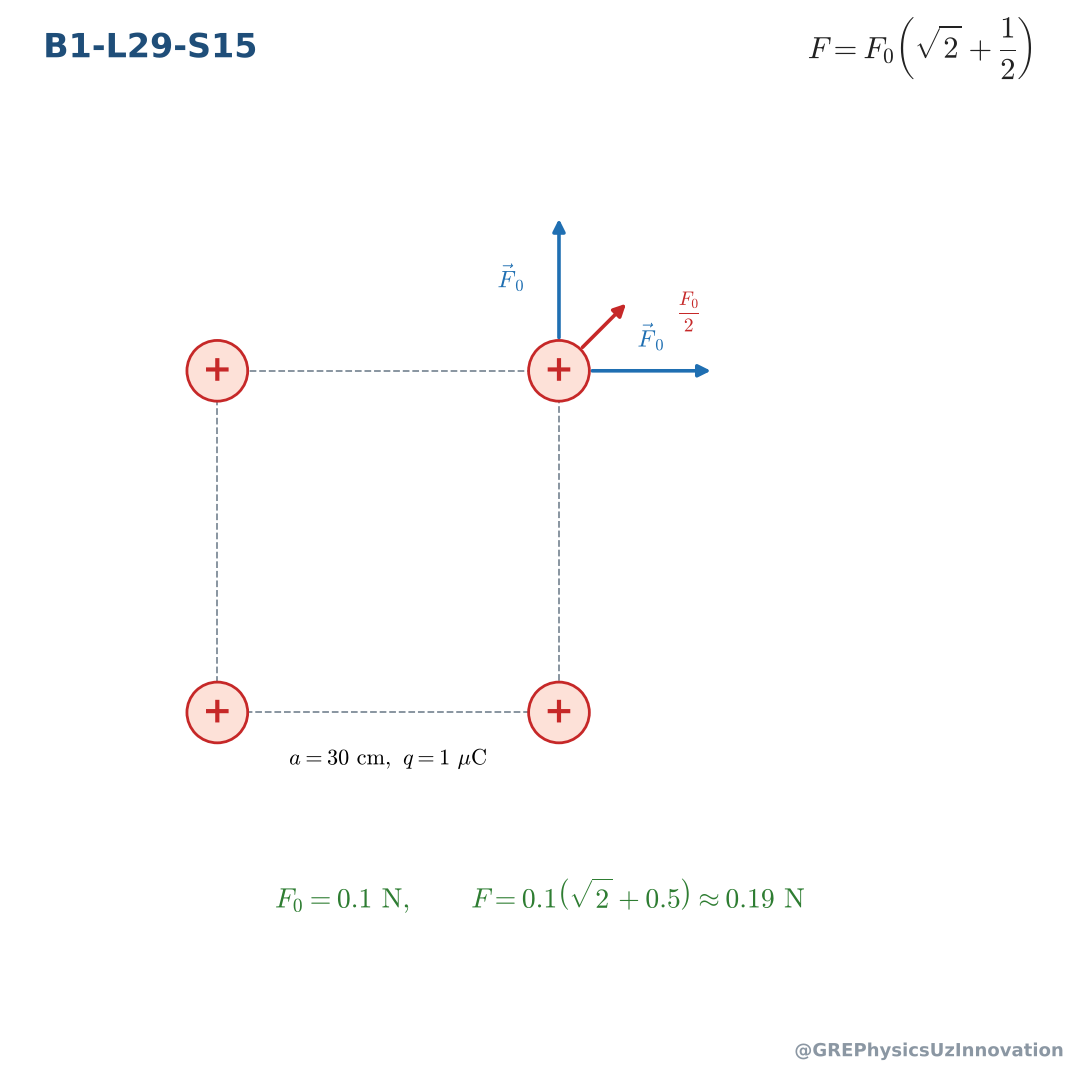 B1-L29-S15
F = F₀(√2 + 1/2)
F⃗₀
F₀/2
F⃗₀
+ +
+ +
a = 30 cm, q = 1 μC
F₀ = 0.1 N, F = 0.1(√2 + 0.5) ≈ 0.19 N
@GREPhysicsUzInnovation